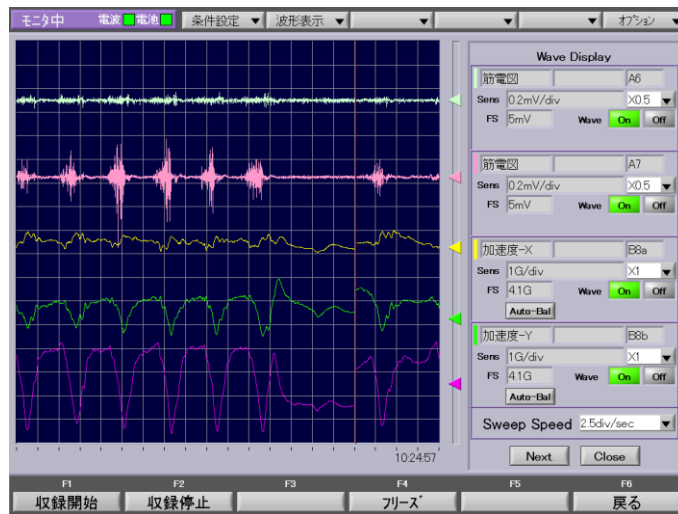 モニタ中 電波 電池 条件設定 ▼ 波形表示 ▼ ▼ ▼ ▼ オプション ▼
Wave Display
筋電図 A6
Sens 0.2mV/div X0.5 ▼
FS 5mV Wave On Off
筋電図 A7
Sens 0.2mV/div X0.5 ▼
FS 5mV Wave On Off
加速度-X B8a
Sens 1G/div X1 ▼
FS 4.1G Wave On Off
Auto-Bal
加速度-Y B8b
Sens 1G/div X1 ▼
FS 4.1G Wave On Off
Auto-Bal
Sweep Speed 2.5div/sec ▼
10:24:57
Next Close
F1 F2 F3 F4 F5 F6
収録開始 収録停止 フリーズ 戻る